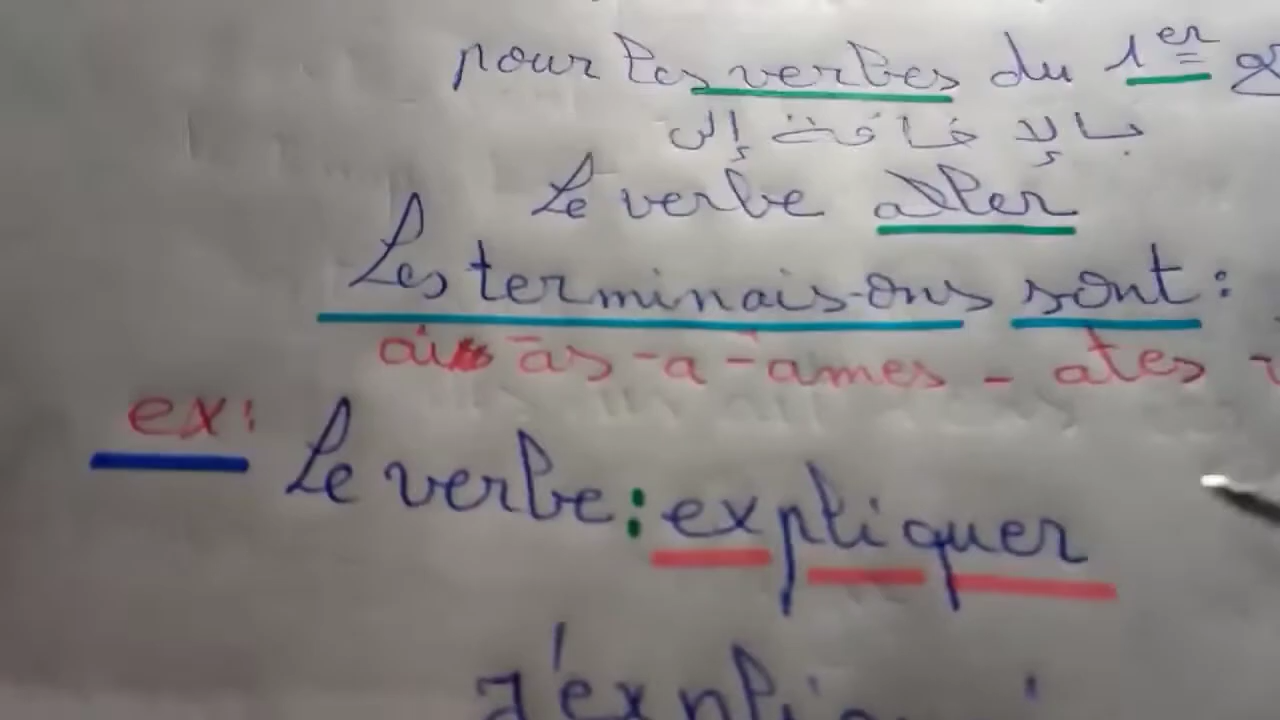 pour les verbes du 1er
بالإضافة إلى
Le verbe aller
Les terminaisons sont:
ai - as - a - âmes - âtes -
ex:
Le verbe: expliquer
J'expliquai